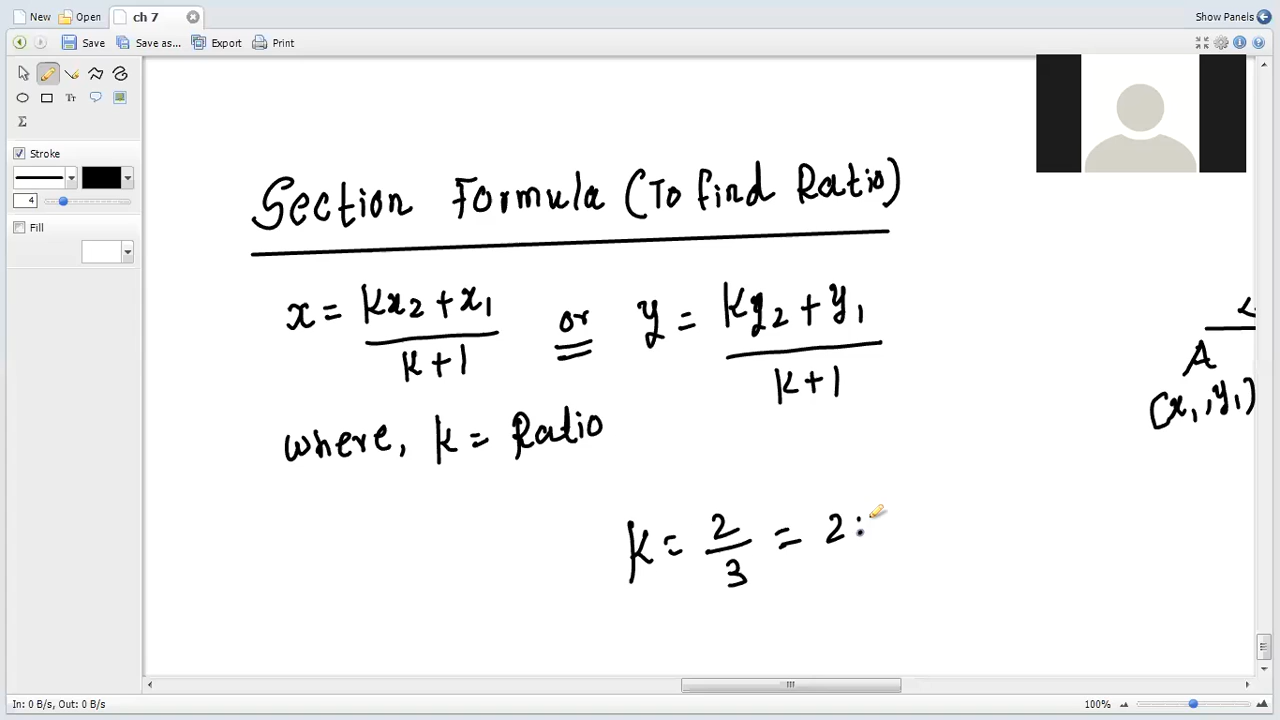 New Open ch 7 Show Panels
Save Save as... Export Print
Tr
Σ
Stroke
4
Fill
Section Formula (To find Ratio)
x = kx2 + x1 / k + 1 or y = ky2 + y1 / k + 1
where, k = Ratio
A
(x1, y1)
k = 2/3 = 2:
In: 0 B/s, Out: 0 B/s 100%